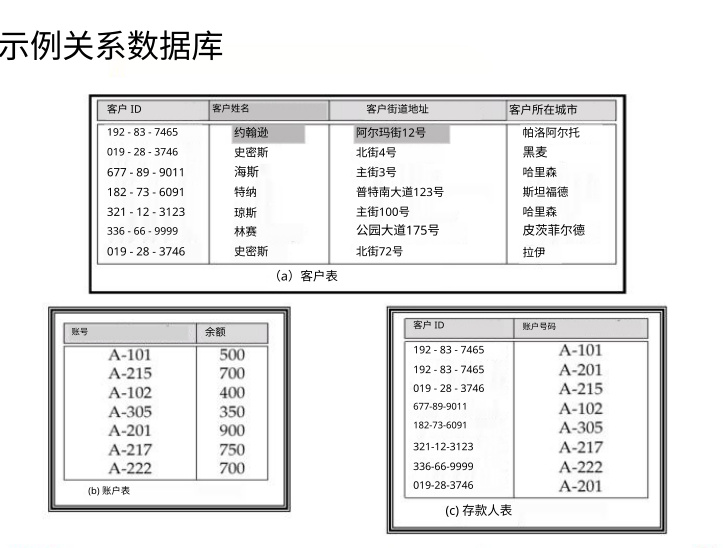 示例关系数据库
客户 ID 客户姓名 客户街道地址 客户所在城市
192 - 83 - 7465 约翰逊 阿尔玛街12号 帕洛阿尔托
019 - 28 - 3746 史密斯 北街4号 黑麦
677 - 89 - 9011 海斯 主街3号 哈里森
182 - 73 - 6091 特纳 普特南大道123号 斯坦福德
321 - 12 - 3123 琼斯 主街100号 哈里森
336 - 66 - 9999 林赛 公园大道175号 皮茨菲尔德
019 - 28 - 3746 史密斯 北街72号 拉伊
（a）客户表
账号 余额
A-101 500
A-215 700
A-102 400
A-305 350
A-201 900
A-217 750
A-222 700
(b) 账户表
客户 ID 账户号码
192 - 83 - 7465 A-101
192 - 83 - 7465 A-201
019 - 28 - 3746 A-215
677-89-9011 A-102
182-73-6091 A-305
321-12-3123 A-217
336-66-9999 A-222
019-28-3746 A-201
(c) 存款人表